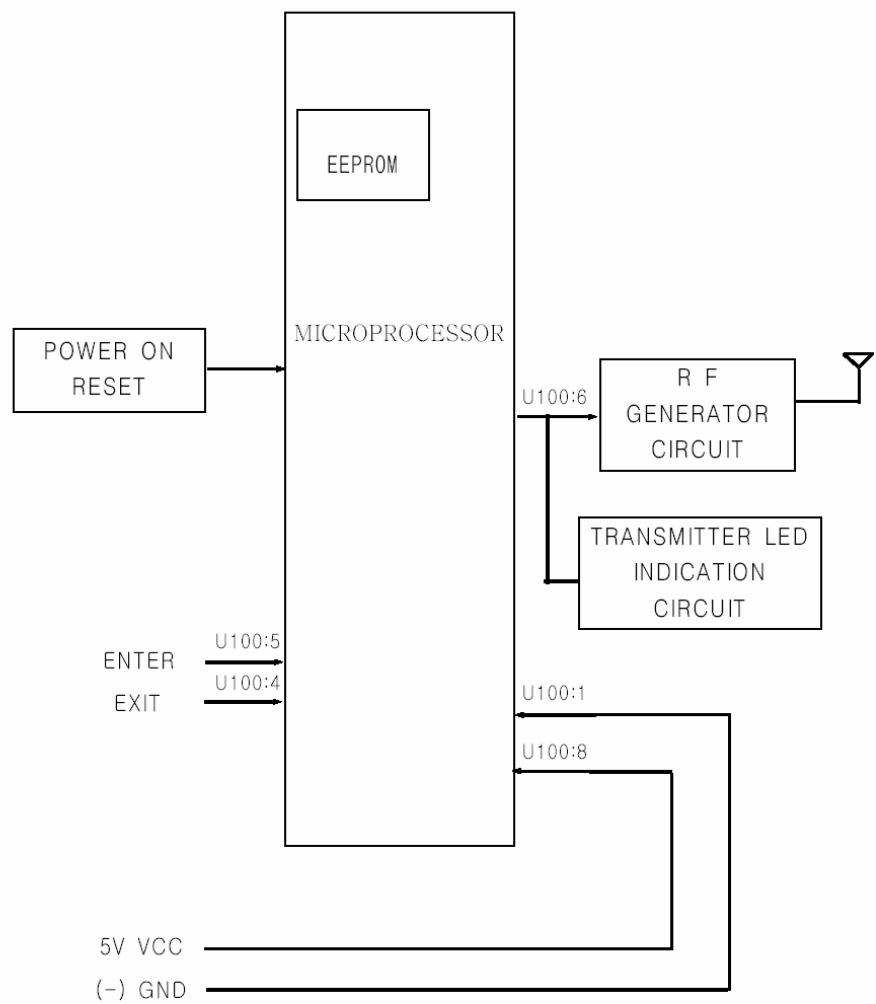 EEPROM
MICROPROCESSOR
POWER ON
RESET
U100:6
R F
GENERATOR
CIRCUIT
TRANSMITTER LED
INDICATION
CIRCUIT
U100:5
ENTER
U100:4
EXIT
U100:1
U100:8
5V VCC
(-) GND